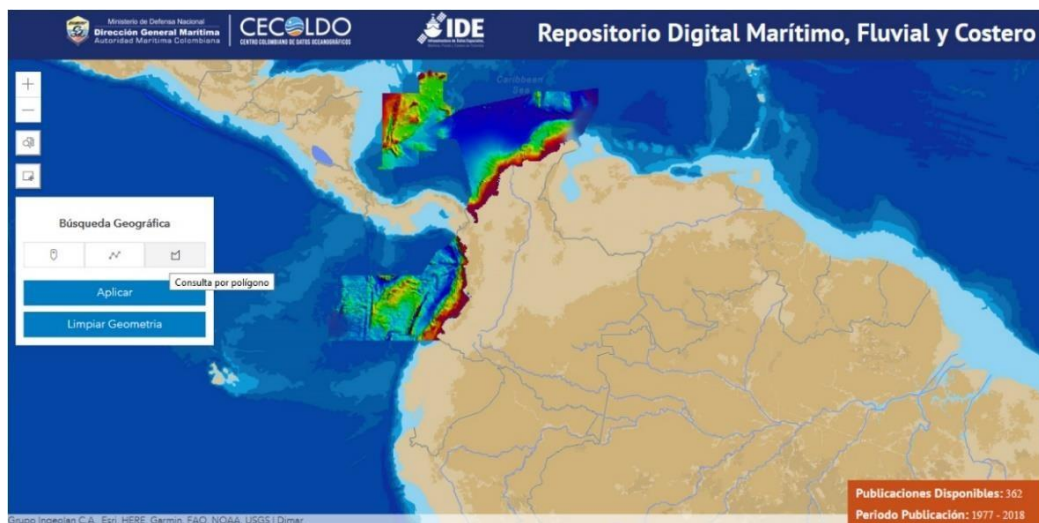 Ministerio de Defensa Nacional
Dirección General Marítima
Autoridad Marítima Colombiana
CECOLDO
CENTRO COLOMBIANO DE DATOS OCEANOGRÁFICOS
IDE
Repositorio Digital Marítimo, Fluvial y Costero
Caribbean
Sea
Búsqueda Geográfica
Consulta por polígono
Aplicar
Limpiar Geometria
Publicaciones Disponibles: 362
Periodo Publicación: 1977 - 2018
Grupo Ingeplan C.A., Esri, HERE, Garmin, FAO, NOAA, USGS | Dimar